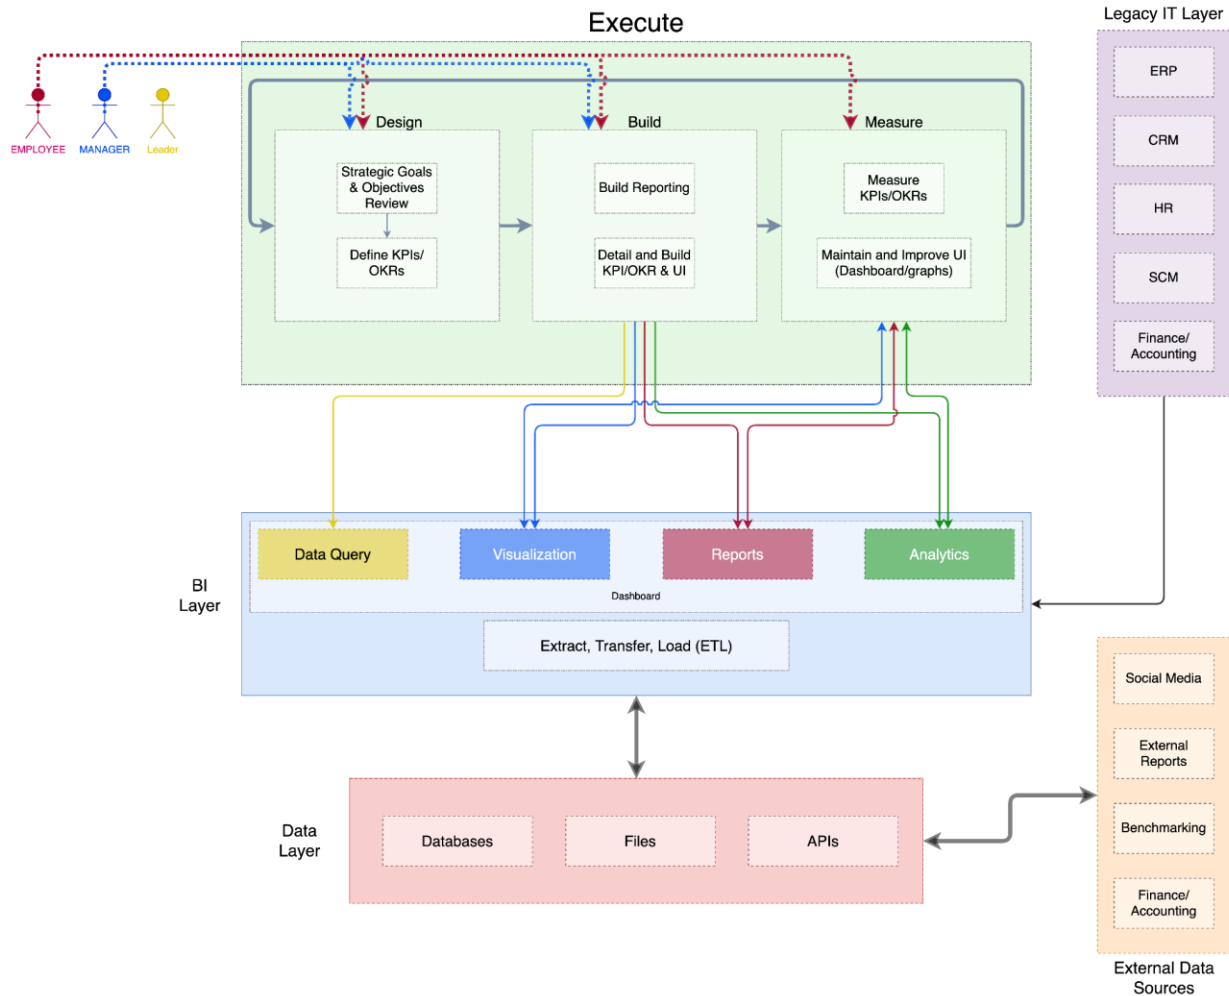 Execute
Legacy IT Layer
EMPLOYEE
MANAGER
Leader
Design
Build
Measure
Strategic Goals
& Objectives
Review
Define KPIs/
OKRs
Build Reporting
Detail and Build
KPI/OKR & UI
Measure
KPIs/OKRs
Maintain and Improve UI
(Dashboard/graphs)
ERP
CRM
HR
SCM
Finance/
Accounting
BI
Layer
Data Query
Visualization
Reports
Analytics
Dashboard
Extract, Transfer, Load (ETL)
Data
Layer
Databases
Files
APIs
Social Media
External
Reports
Benchmarking
Finance/
Accounting
External Data
Sources